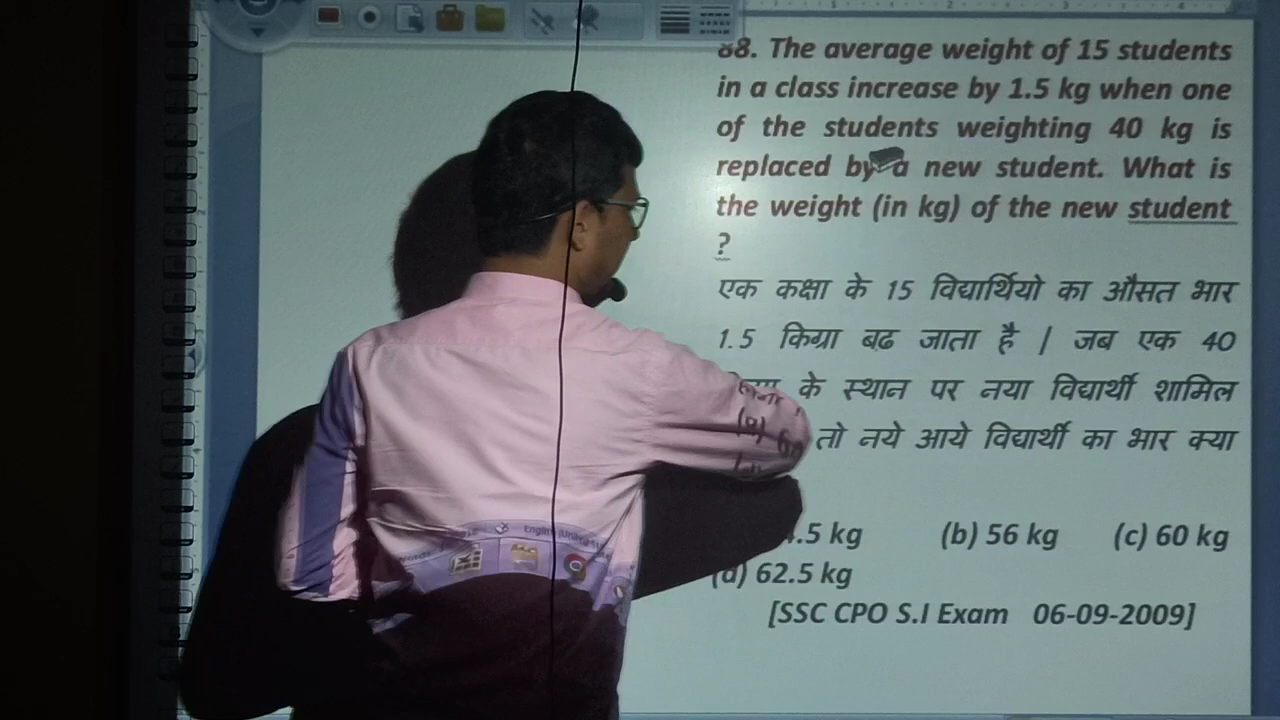 88. The average weight of 15 students
in a class increase by 1.5 kg when one
of the students weighting 40 kg is
replaced by a new student. What is
the weight (in kg) of the new student
?
एक कक्षा के 15 विद्यार्थियो का औसत भार
1.5 किग्रा बढ जाता है | जब एक 40
के स्थान पर नया विद्यार्थी शामिल
तो नये आये विद्यार्थी का भार क्या
.5 kg (b) 56 kg (c) 60 kg
(d) 62.5 kg
[SSC CPO S.I Exam 06-09-2009]